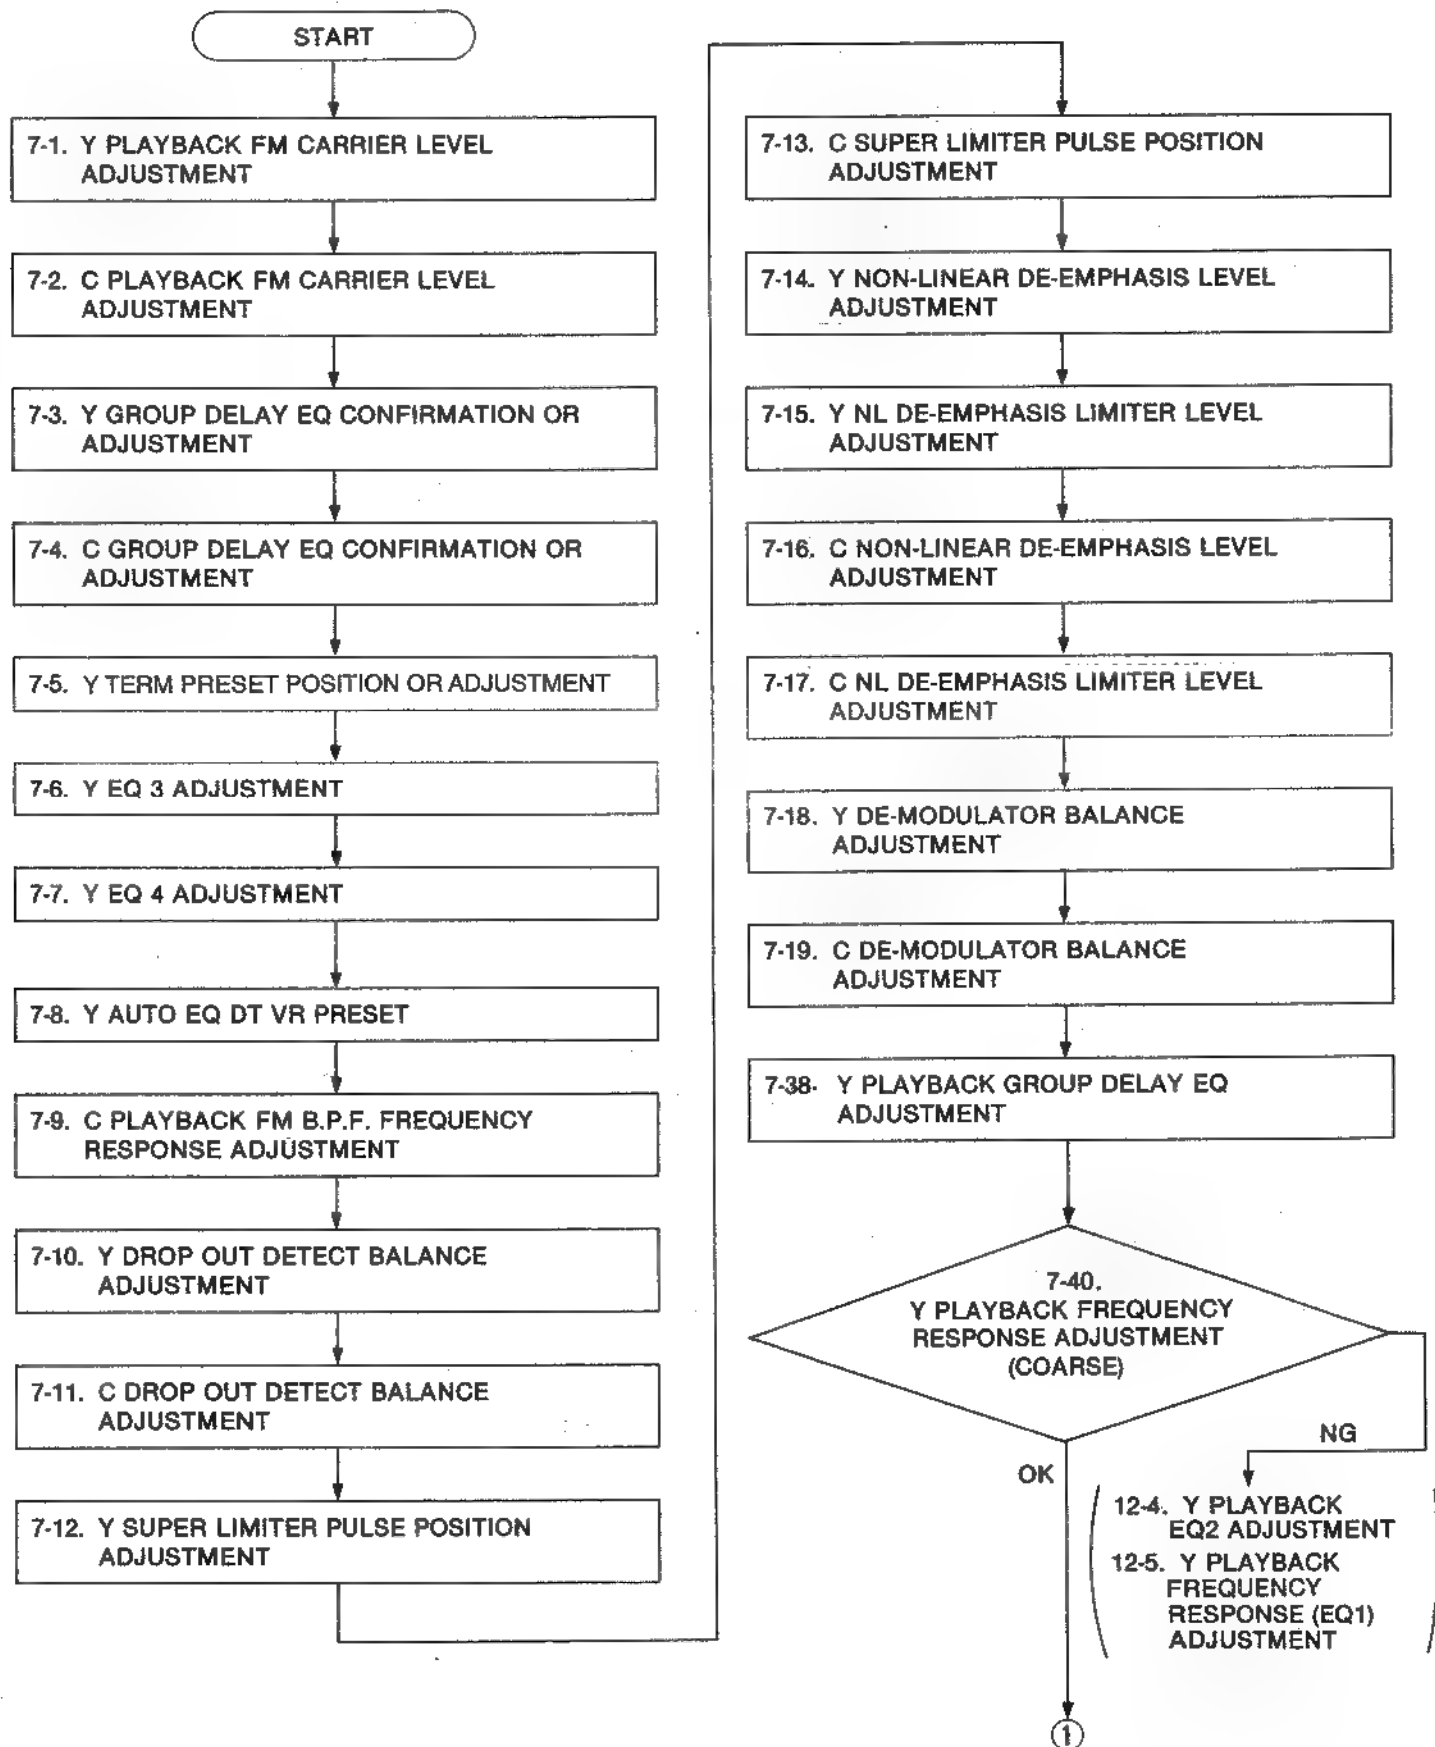 START
7-1. Y PLAYBACK FM CARRIER LEVEL
ADJUSTMENT
7-2. C PLAYBACK FM CARRIER LEVEL
ADJUSTMENT
7-3. Y GROUP DELAY EQ CONFIRMATION OR
ADJUSTMENT
7-4. C GROUP DELAY EQ CONFIRMATION OR
ADJUSTMENT
7-5. Y TERM PRESET POSITION OR ADJUSTMENT
7-6. Y EQ 3 ADJUSTMENT
7-7. Y EQ 4 ADJUSTMENT
7-8. Y AUTO EQ DT VR PRESET
7-9. C PLAYBACK FM B.P.F. FREQUENCY
RESPONSE ADJUSTMENT
7-10. Y DROP OUT DETECT BALANCE
ADJUSTMENT
7-11. C DROP OUT DETECT BALANCE
ADJUSTMENT
7-12. Y SUPER LIMITER PULSE POSITION
ADJUSTMENT
7-13. C SUPER LIMITER PULSE POSITION
ADJUSTMENT
7-14. Y NON-LINEAR DE-EMPHASIS LEVEL
ADJUSTMENT
7-15. Y NL DE-EMPHASIS LIMITER LEVEL
ADJUSTMENT
7-16. C NON-LINEAR DE-EMPHASIS LEVEL
ADJUSTMENT
7-17. C NL DE-EMPHASIS LIMITER LEVEL
ADJUSTMENT
7-18. Y DE-MODULATOR BALANCE
ADJUSTMENT
7-19. C DE-MODULATOR BALANCE
ADJUSTMENT
7-38. Y PLAYBACK GROUP DELAY EQ
ADJUSTMENT
7-40.
Y PLAYBACK FREQUENCY
RESPONSE ADJUSTMENT
(COARSE)
NG
OK
12-4. Y PLAYBACK
EQ2 ADJUSTMENT
12-5. Y PLAYBACK
FREQUENCY
RESPONSE (EQ1)
ADJUSTMENT
1